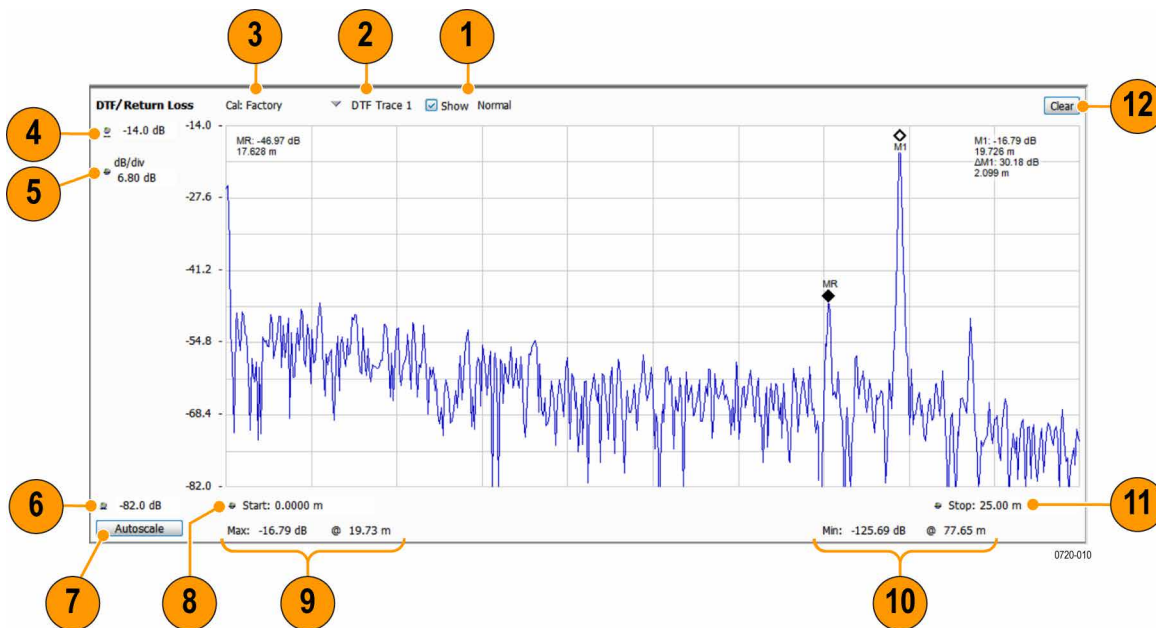 3 2 1
DTF/Return Loss Cal: Factory DTF Trace 1 Show Normal Clear 12
4 -14.0 dB -14.0
MR: -46.97 dB
17.628 m
M1
M1: -16.79 dB
19.726 m
ΔM1: 30.18 dB
2.099 m
5 dB/div
6.80 dB
-27.6
-41.2
MR
-54.8
-68.4
-82.0
6 -82.0 dB Start: 0.0000 m Stop: 25.00 m 11
Autoscale Max: -16.79 dB @ 19.73 m Min: -125.69 dB @ 77.65 m
0720-010
7 8 9 10